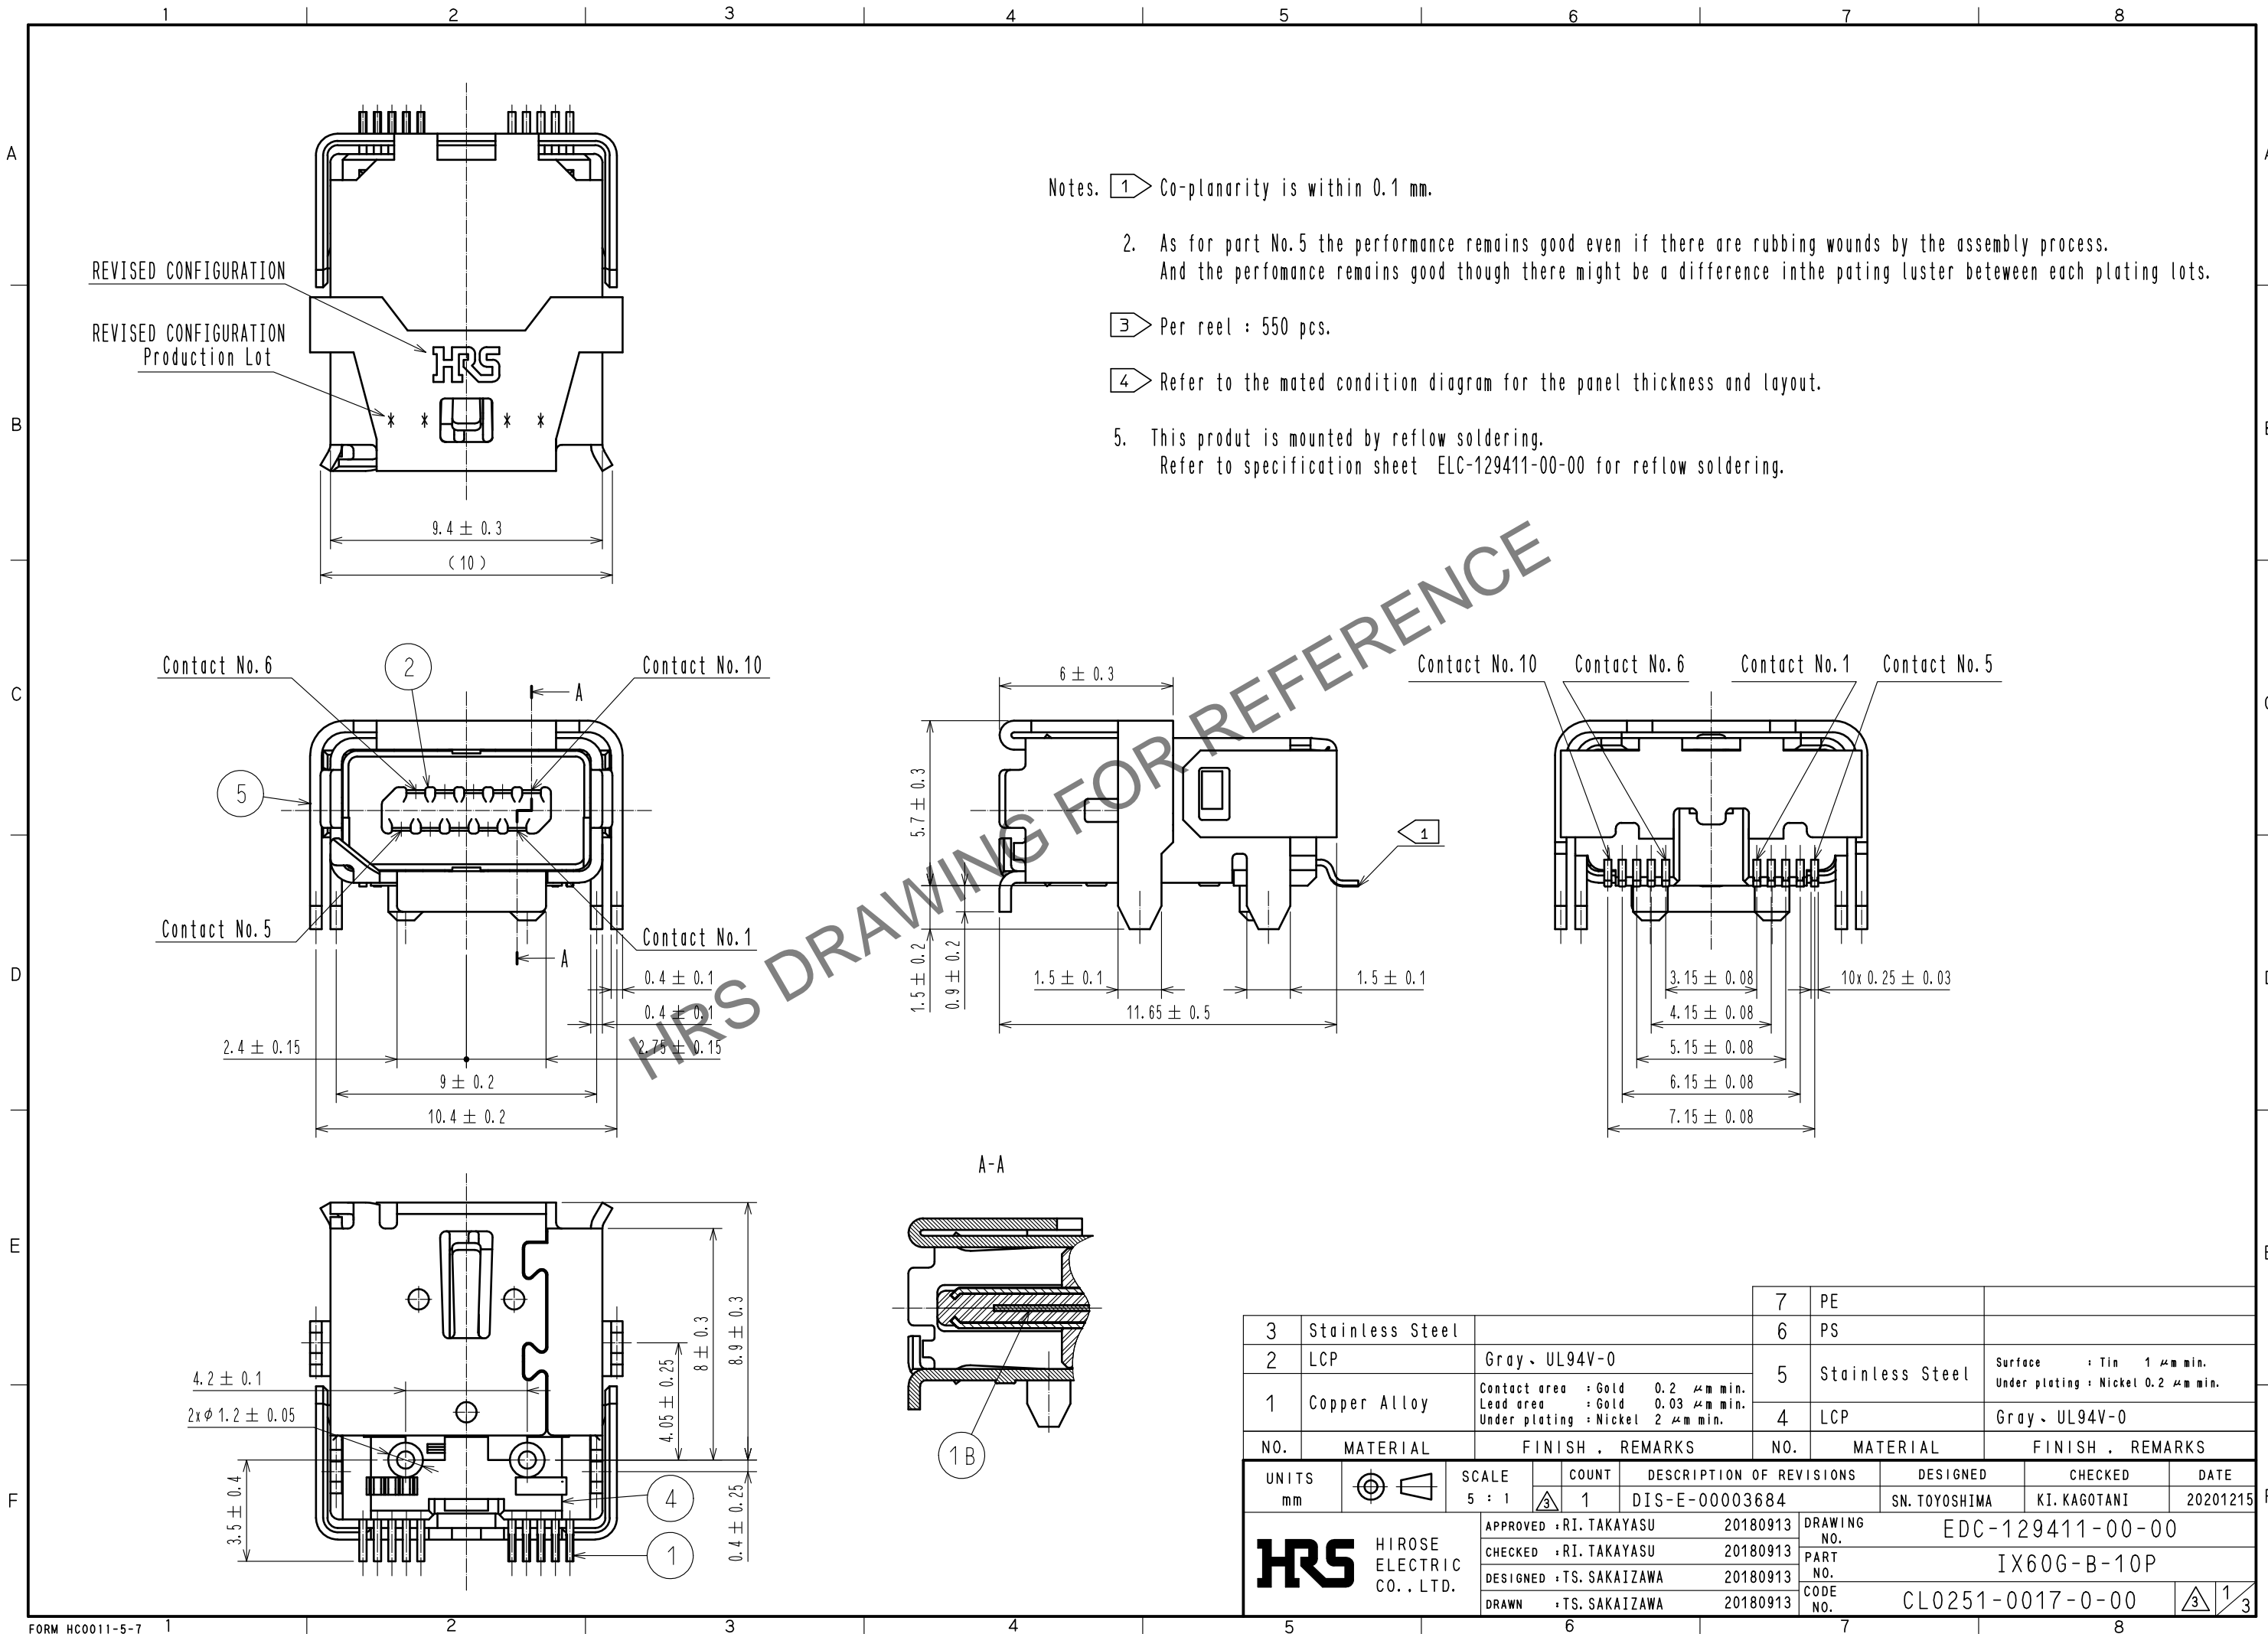 1 2 3 4 5 6 7 8
A
B
C
D
E
F
Notes. 1 Co-planarity is within 0.1 mm.
2. As for part No.5 the performance remains good even if there are rubbing wounds by the assembly process.
And the perfomance remains good though there might be a difference inthe pating luster beteween each plating lots.
3 Per reel : 550 pcs.
4 Refer to the mated condition diagram for the panel thickness and layout.
5. This produt is mounted by reflow soldering.
Refer to specification sheet ELC-129411-00-00 for reflow soldering.
REVISED CONFIGURATION
REVISED CONFIGURATION
Production Lot
HRS
9.4 ± 0.3
(10)
HRS DRAWING FOR REFERENCE
Contact No.6
2
Contact No.10
A
5
Contact No.5
Contact No.1
A
0.4 ± 0.1
0.4 ± 0.1
2.4 ± 0.15
2.75 ± 0.15
9 ± 0.2
10.4 ± 0.2
6 ± 0.3
5.7 ± 0.3
1
1.5 ± 0.2
0.9 ± 0.2
1.5 ± 0.1
1.5 ± 0.1
11.65 ± 0.5
Contact No.10
Contact No.6
Contact No.1
Contact No.5
3.15 ± 0.08
10x 0.25 ± 0.03
4.15 ± 0.08
5.15 ± 0.08
6.15 ± 0.08
7.15 ± 0.08
A-A
1B
4.2 ± 0.1
2xφ1.2 ± 0.05
3.5 ± 0.4
4.05 ± 0.25
8 ± 0.3
8.9 ± 0.3
0.4 ± 0.25
4
1
7 PE
3 Stainless Steel
6 PS
2 LCP Gray、UL94V-0
5 Stainless Steel
Surface : Tin 1 μm min.
Under plating : Nickel 0.2 μm min.
1 Copper Alloy
Contact area : Gold 0.2 μm min.
Lead area : Gold 0.03 μm min.
Under plating : Nickel 2 μm min.
4 LCP Gray、UL94V-0
NO. MATERIAL FINISH . REMARKS NO. MATERIAL FINISH . REMARKS
UNITS
mm
SCALE
5 : 1
COUNT DESCRIPTION OF REVISIONS DESIGNED CHECKED DATE
3 1 DIS-E-00003684 SN.TOYOSHIMA KI.KAGOTANI 20201215
HRS
HIROSE
ELECTRIC
CO.,LTD.
APPROVED :RI.TAKAYASU 20180913
CHECKED :RI.TAKAYASU 20180913
DESIGNED :TS.SAKAIZAWA 20180913
DRAWN :TS.SAKAIZAWA 20180913
DRAWING NO. EDC-129411-00-00
PART NO. IX60G-B-10P
CODE NO. CL0251-0017-0-00
3 1/3
FORM HC0011-5-7
1 2 3 4 5 6 7 8